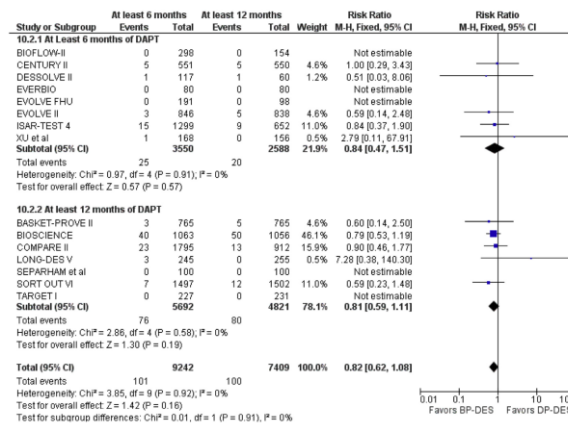 At least 6 months At least 12 months Risk Ratio Risk Ratio
Study or Subgroup Events Total Events Total Weight M-H, Fixed, 95% CI M-H, Fixed, 95% CI
10.2.1 At Least 6 months of DAPT
BIOFLOW-II 0 298 0 154 Not estimable
CENTURY II 5 551 5 550 5.6% 1.00 [0.29, 3.43]
DESSOLVE II 1 117 1 60 1.2% 0.51 [0.03, 8.06]
EVERBIO 0 80 0 80 Not estimable
EVOLVE FHU 0 191 0 98 Not estimable
EVOLVE II 3 846 5 838 4.6% 0.59 [0.14, 2.48]
ISAR-TEST 4 15 1299 9 652 11.0% 0.84 [0.37, 1.90]
XU et al 1 168 0 156 0.5% 2.79 [0.11, 67.91]
Subtotal (95% CI) 3550 2588 21.9% 0.84 [0.47, 1.51]
Total events 25 20
Heterogeneity: Chi² = 0.97, df = 4 (P = 0.91); I² = 0%
Test for overall effect: Z = 0.57 (P = 0.57)
10.2.2 At least 12 months of DAPT
BASKET-PROVE II 3 765 5 765 4.6% 0.60 [0.14, 2.50]
BIOSCIENCE 40 1063 50 1056 46.1% 0.79 [0.53, 1.19]
COMPARE II 23 1795 13 912 15.9% 0.90 [0.46, 1.77]
LONG-DES V 3 245 0 255 0.5% 7.28 [0.38, 140.30]
SEPARHAM et al 0 100 0 100 Not estimable
SORT OUT VI 7 1497 12 1502 11.0% 0.59 [0.23, 1.48]
TARGET I 0 227 0 231 Not estimable
Subtotal (95% CI) 5692 4821 78.1% 0.81 [0.59, 1.11]
Total events 76 80
Heterogeneity: Chi² = 2.86, df = 4 (P = 0.58); I² = 0%
Test for overall effect: Z = 1.30 (P = 0.19)
Total (95% CI) 9242 7409 100.0% 0.82 [0.62, 1.08]
Total events 101 100
Heterogeneity: Chi² = 3.85, df = 9 (P = 0.92); I² = 0%
Test for overall effect: Z = 1.42 (P = 0.16)
Test for subgroup differences: Chi² = 0.01, df = 1 (P = 0.91), I² = 0%
0.01 0.1 1 10 100
Favors BP-DES Favors DP-DES